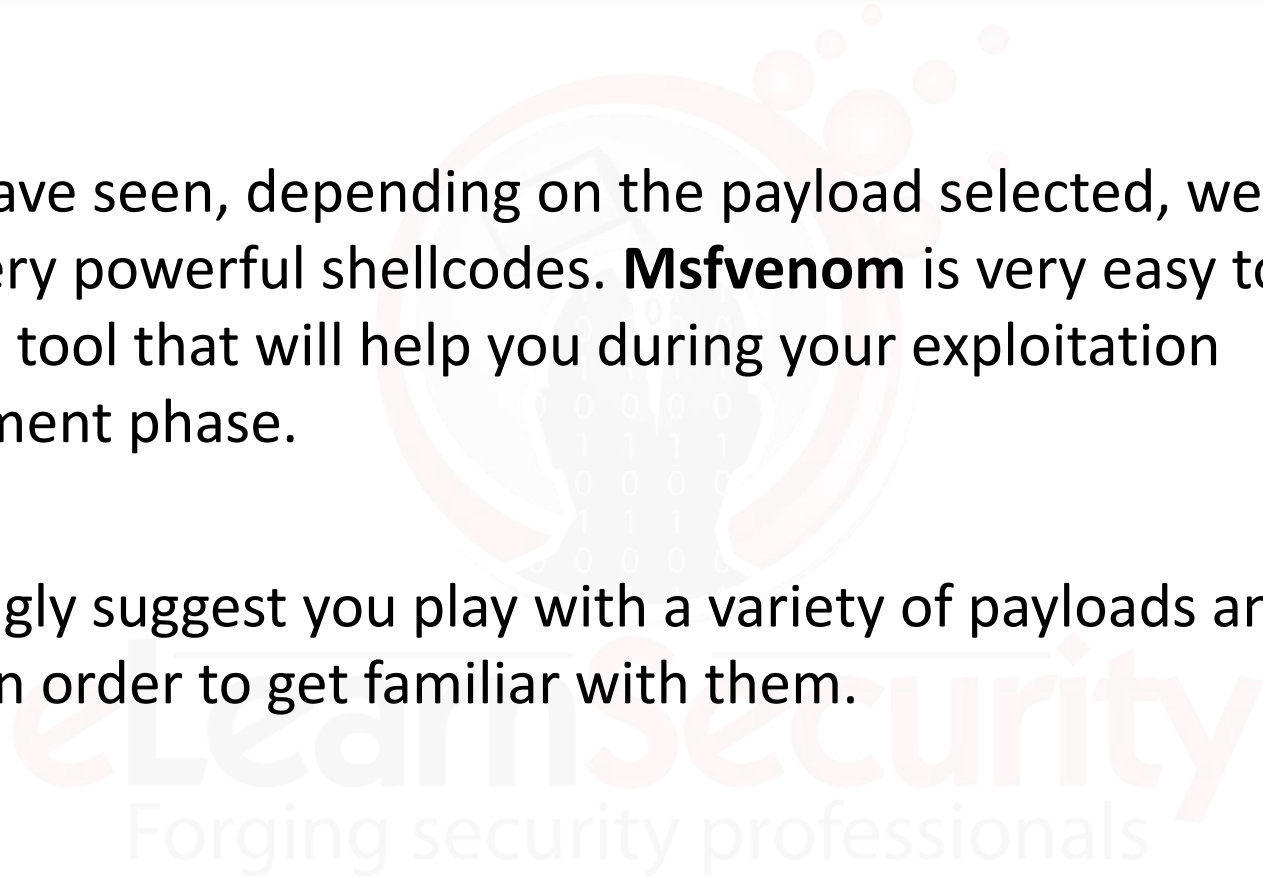 ave seen, depending on the payload selected, we
ery powerful shellcodes. Msfvenom is very easy to
tool that will help you during your exploitation
ment phase.
ngly suggest you play with a variety of payloads an
n order to get familiar with them.
eLearnSecurity
Forging security professionals